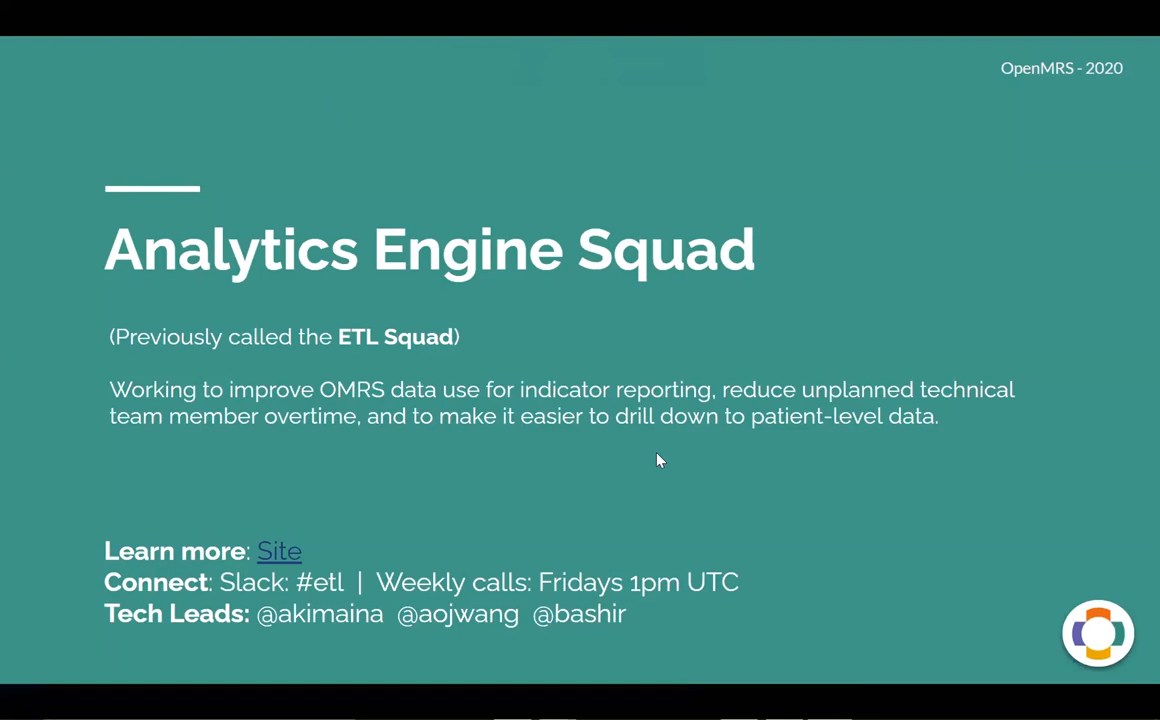 OpenMRS - 2020
Analytics Engine Squad
(Previously called the ETL Squad)
Working to improve OMRS data use for indicator reporting, reduce unplanned technical
team member overtime, and to make it easier to drill down to patient-level data.
Learn more: Site
Connect: Slack: #etl | Weekly calls: Fridays 1pm UTC
Tech Leads: @akimaina @aojwang @bashir